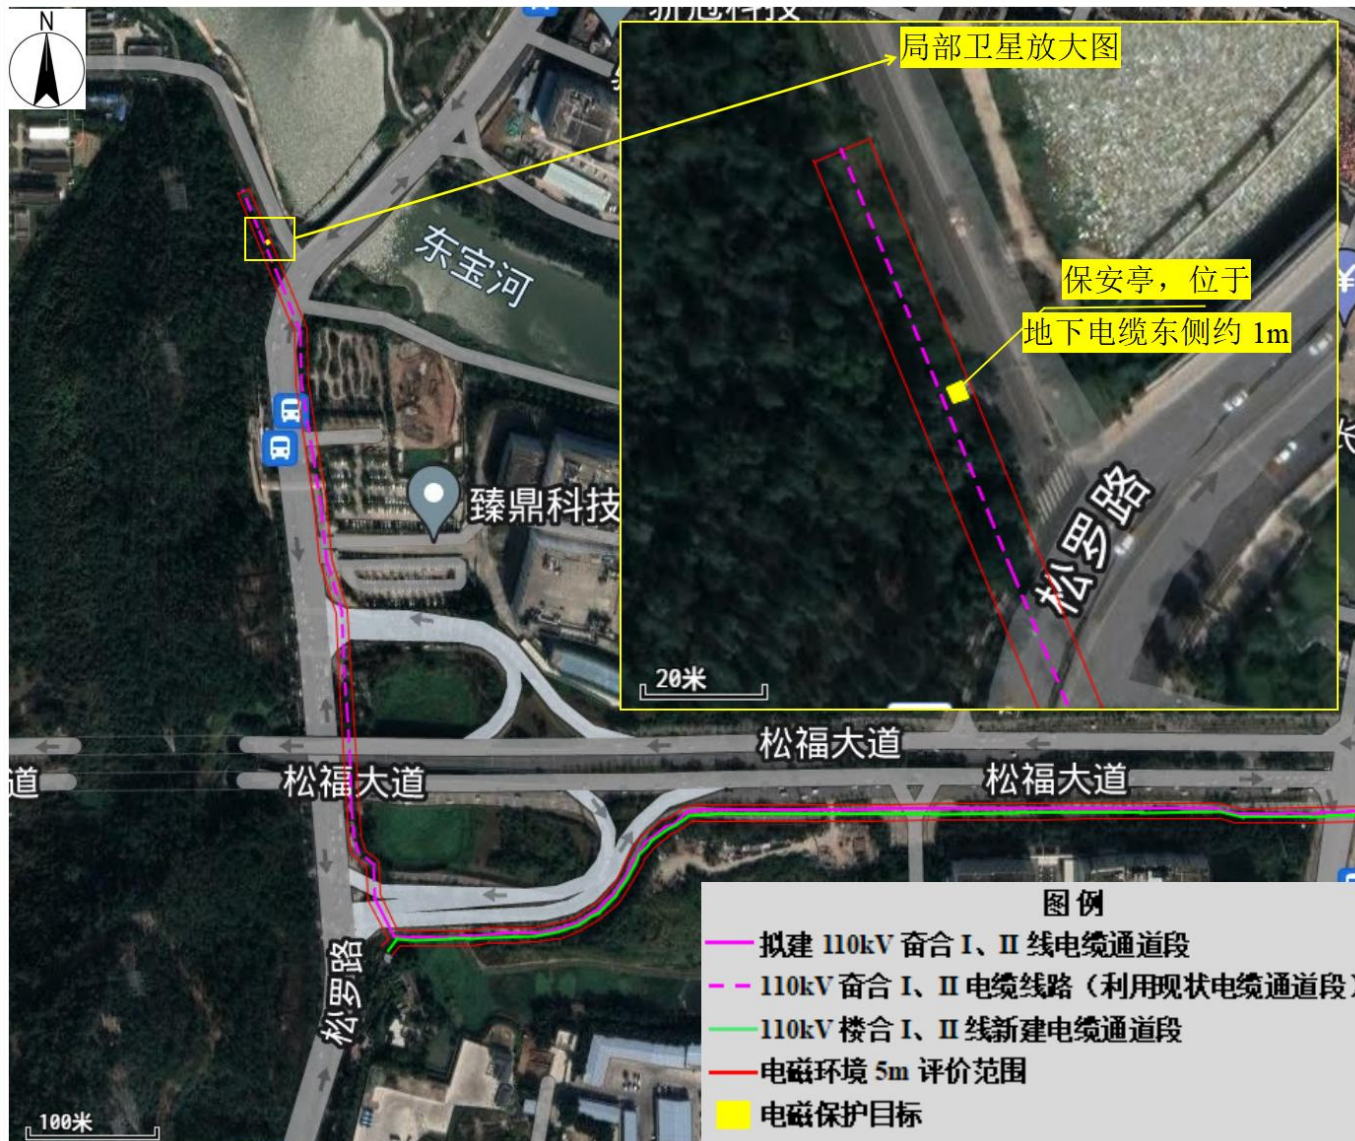 N
局部卫星放大图
东宝河
保安亭，位于
地下电缆东侧约 1m
臻鼎科技
松罗路
20米
松福大道
松福大道
松福大道
道
松罗路
100米
图 例
拟建 110kV 奋合 I、II 线电缆通道段
110kV 奋合 I、II 电缆线路（利用现状电缆通道段）
110kV 楼合 I、II 线新建电缆通道段
电磁环境 5m 评价范围
电磁保护目标